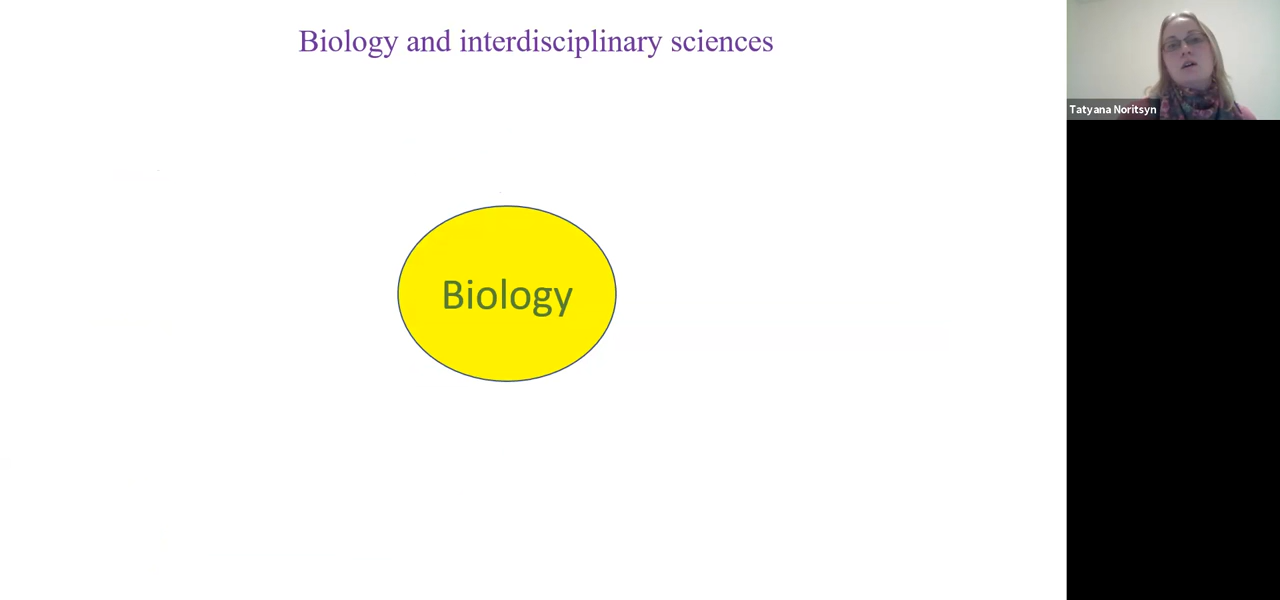 Biology and interdisciplinary sciences
Tatyana Noritsyn
Biology